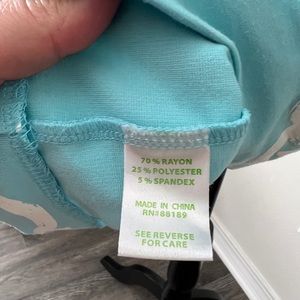 70% RAYON
25% POLYESTER
5% SPANDEX
MADE IN CHINA
RN#88189
SEE REVERSE
FOR CARE